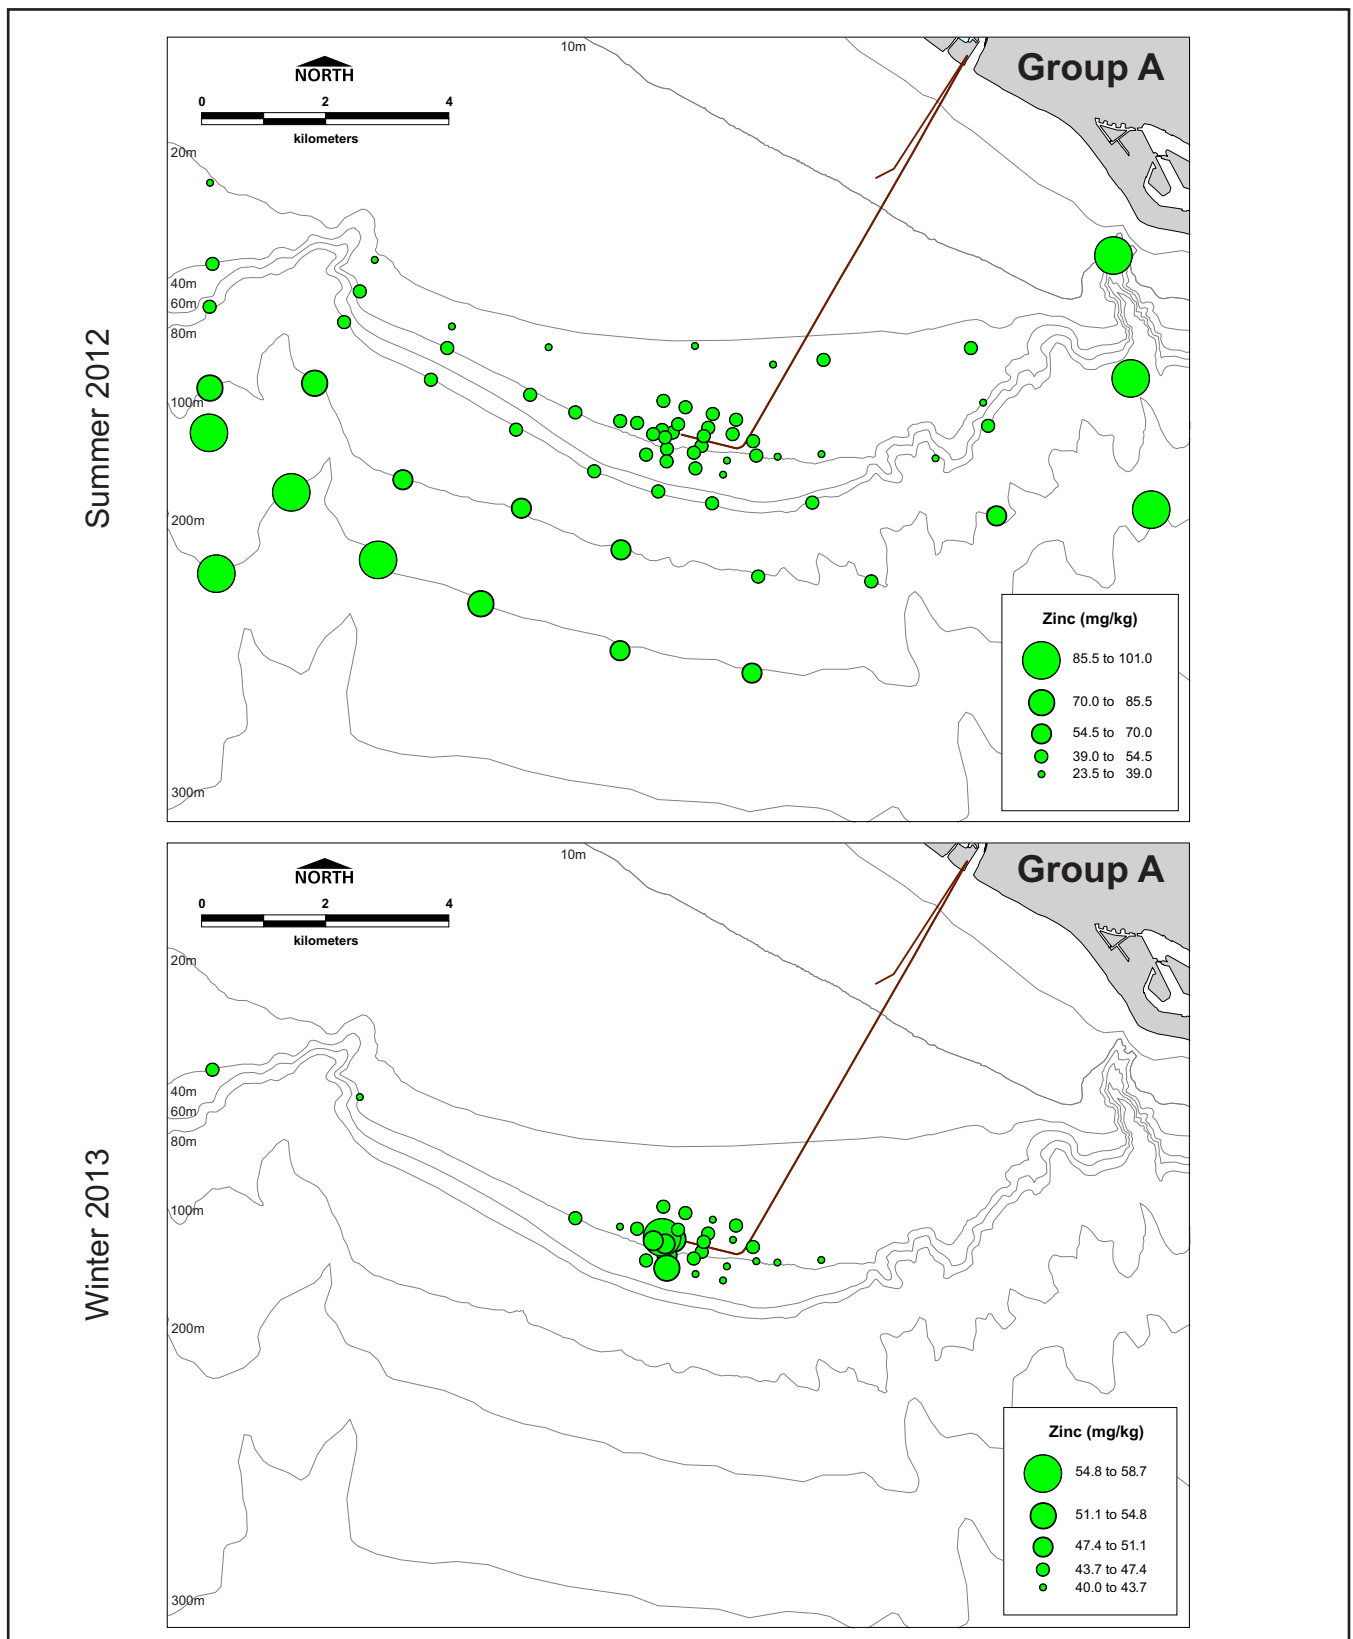 Summer 2012
Group A
NORTH
0 2 4
kilometers
10m
20m
40m
60m
80m
100m
200m
300m
Zinc (mg/kg)
85.5 to 101.0
70.0 to 85.5
54.5 to 70.0
39.0 to 54.5
23.5 to 39.0
Winter 2013
Group A
NORTH
0 2 4
kilometers
10m
20m
40m
60m
80m
100m
200m
300m
Zinc (mg/kg)
54.8 to 58.7
51.1 to 54.8
47.4 to 51.1
43.7 to 47.4
40.0 to 43.7